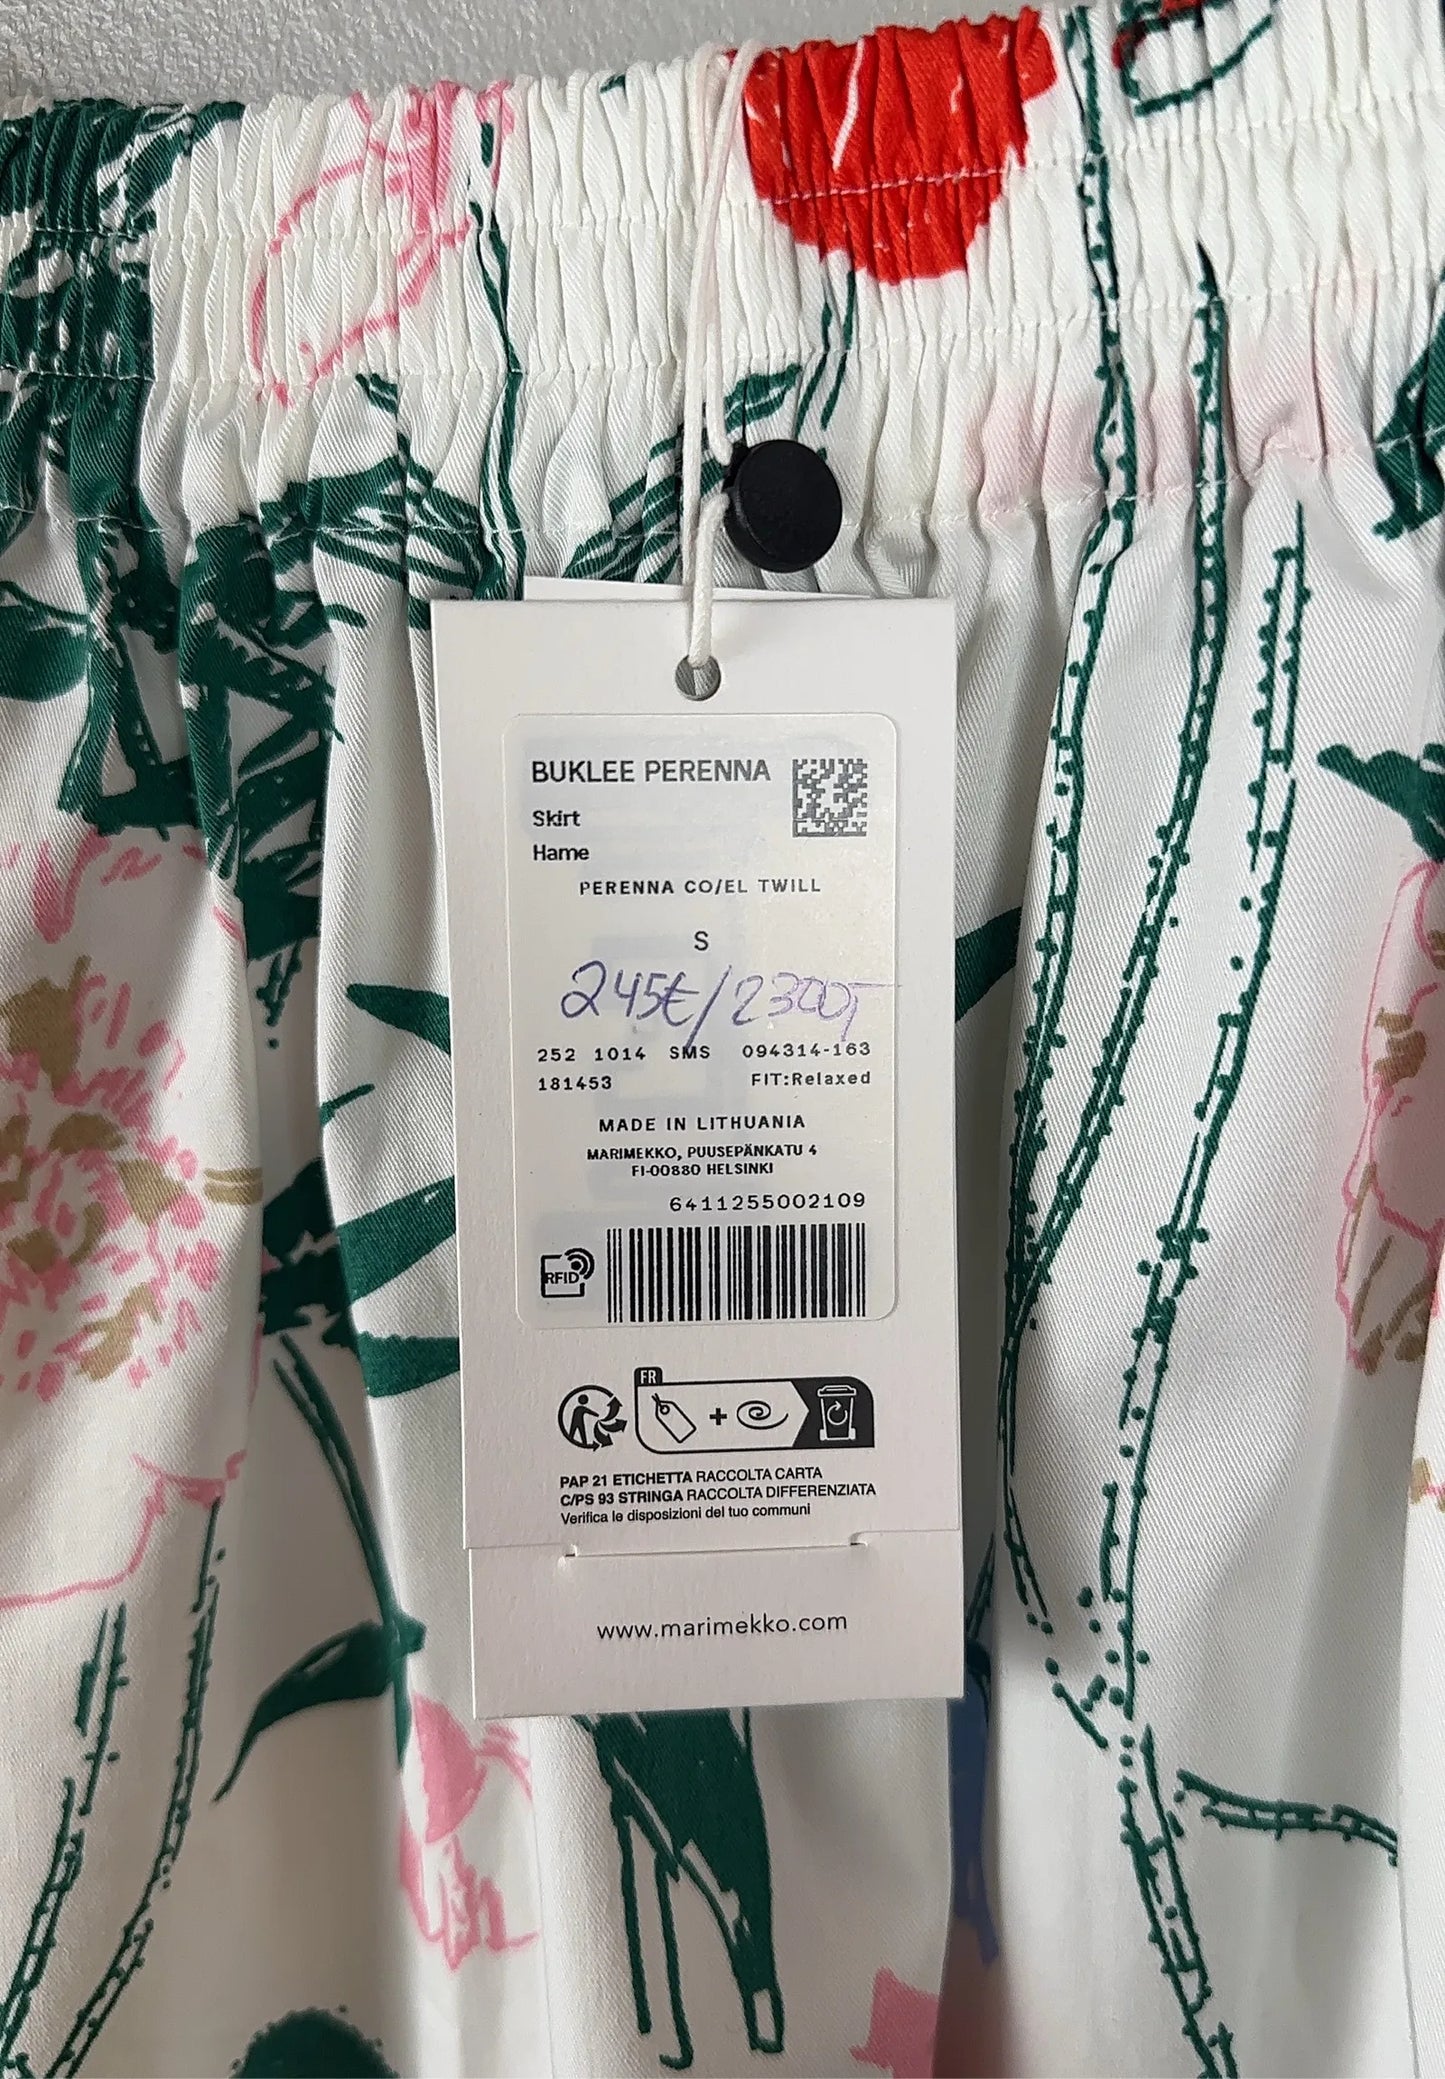 BUKLEE PERENNA
Skirt
Hame
PERENNA CO/EL TWILL
S
245€/2300,-
252 1014 SMS 094314-163
181453 FIT:Relaxed
MADE IN LITHUANIA
MARIMEKKO, PUUSEPÄNKATU 4
FI-00880 HELSINKI
6411255002109
RFID
FR
+
PAP 21 ETICHETTA RACCOLTA CARTA
C/PS 93 STRINGA RACCOLTA DIFFERENZIATA
Verifica le disposizioni del tuo communi
www.marimekko.com